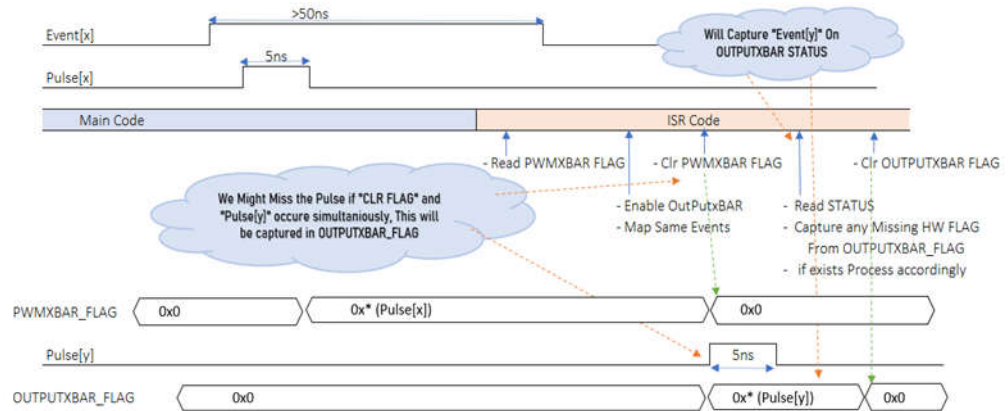 >50ns
Event[x]
Will Capture "Event[y]" On
OUTPUTXBAR STATUS
5ns
Pulse[x]
Main Code
ISR Code
- Read PWMXBAR FLAG
- Clr PWMXBAR FLAG
- Clr OUTPUTXBAR FLAG
We Might Miss the Pulse if "CLR FLAG" and
"Pulse[y]" occure simultaniously, This will
be captured in OUTPUTXBAR_FLAG
- Enable OutPutxBAR
- Map Same Events
- Read STATUS
- Capture any Missing HW FLAG
From OUTPUTXBAR_FLAG
- if exists Process accordingly
PWMXBAR_FLAG
0x0
0x* (Pulse[x])
0x0
Pulse[y]
5ns
OUTPUTXBAR_FLAG
0x0
0x* (Pulse[y])
0x0